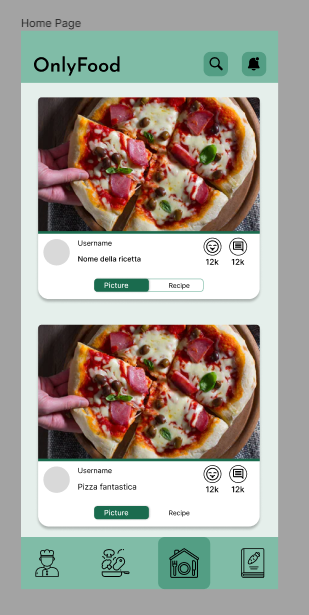 Home Page
OnlyFood
Username
Nome della ricetta
12k 12k
Picture Recipe
Username
Pizza fantastica
12k 12k
Picture Recipe